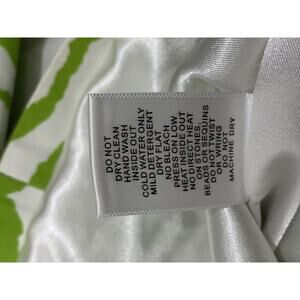 DO NOT
DRY CLEAN
HAND WASH
INSIDE OUT
COLD WATER ONLY
MILD DETERGENT
DRY FLAT
NO BLEACH
PRESS ON LOW
HEAT INSIDE OUT
NO DIRECT HEAT
ON STONES,
BEADS OR SEQUINS
DO NOT TWIST
OR WRING
NO
MACHINE DRY